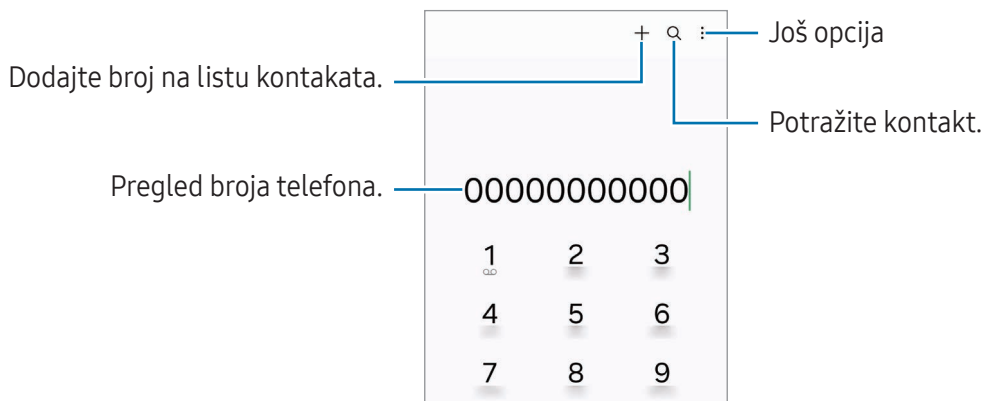 Još opcija
Dodajte broj na listu kontakata.
Potražite kontakt.
Pregled broja telefona.
00000000000
1 2 3
4 5 6
7 8 9